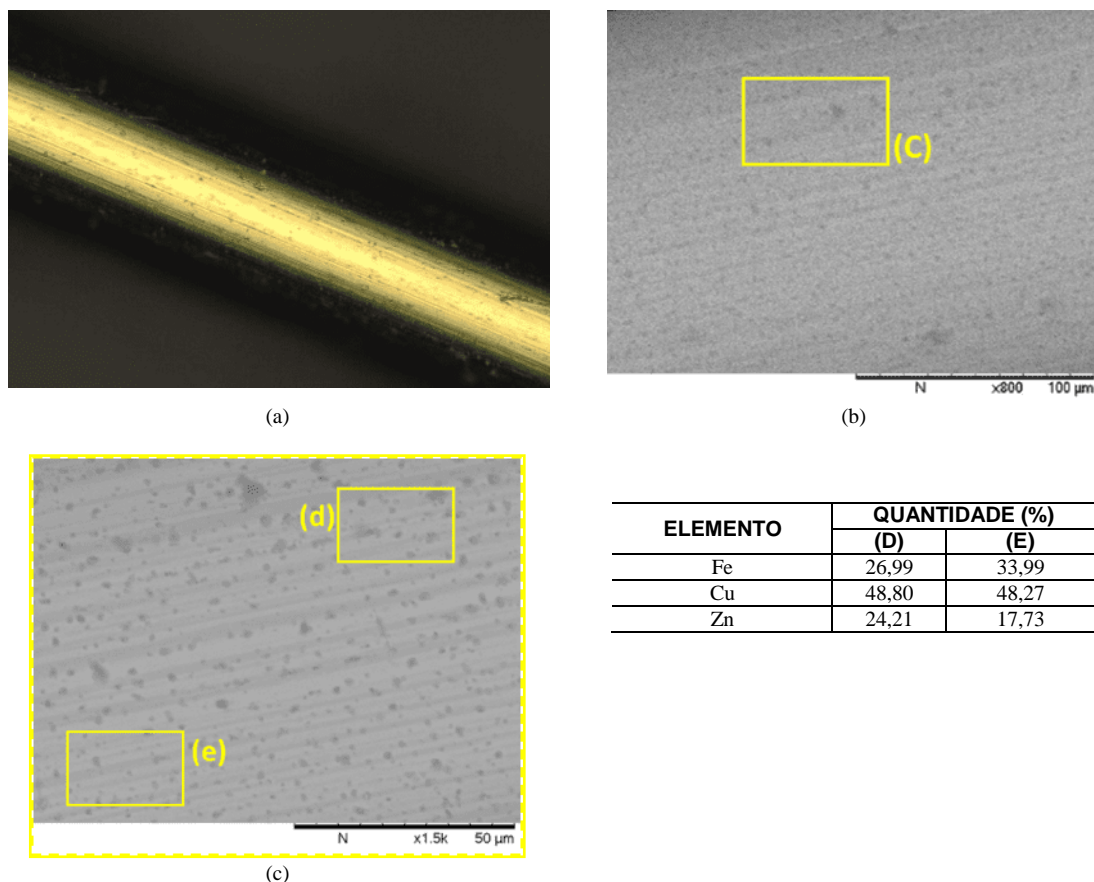 (C)
N x800 100 µm
(a)
(b)
(d)
(e)
N x1.5k 50 µm
(c)
ELEMENTO QUANTIDADE (%)
(D) (E)
Fe 26,99 33,99
Cu 48,80 48,27
Zn 24,21 17,73